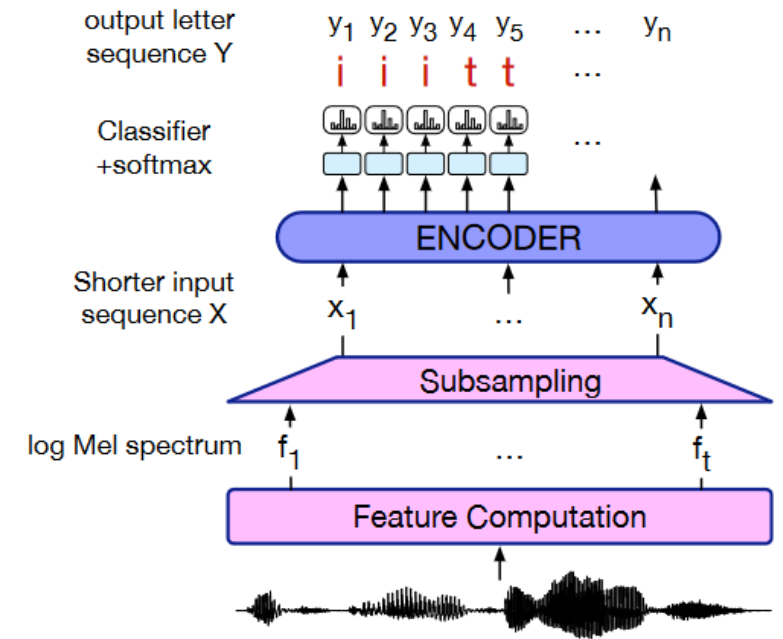 output letter
sequence Y
y1 y2 y3 y4 y5 ... yn
i i i t t ...
Classifier
+softmax
...
ENCODER
Shorter input
sequence X
x1 ... xn
Subsampling
log Mel spectrum
f1 ... ft
Feature Computation